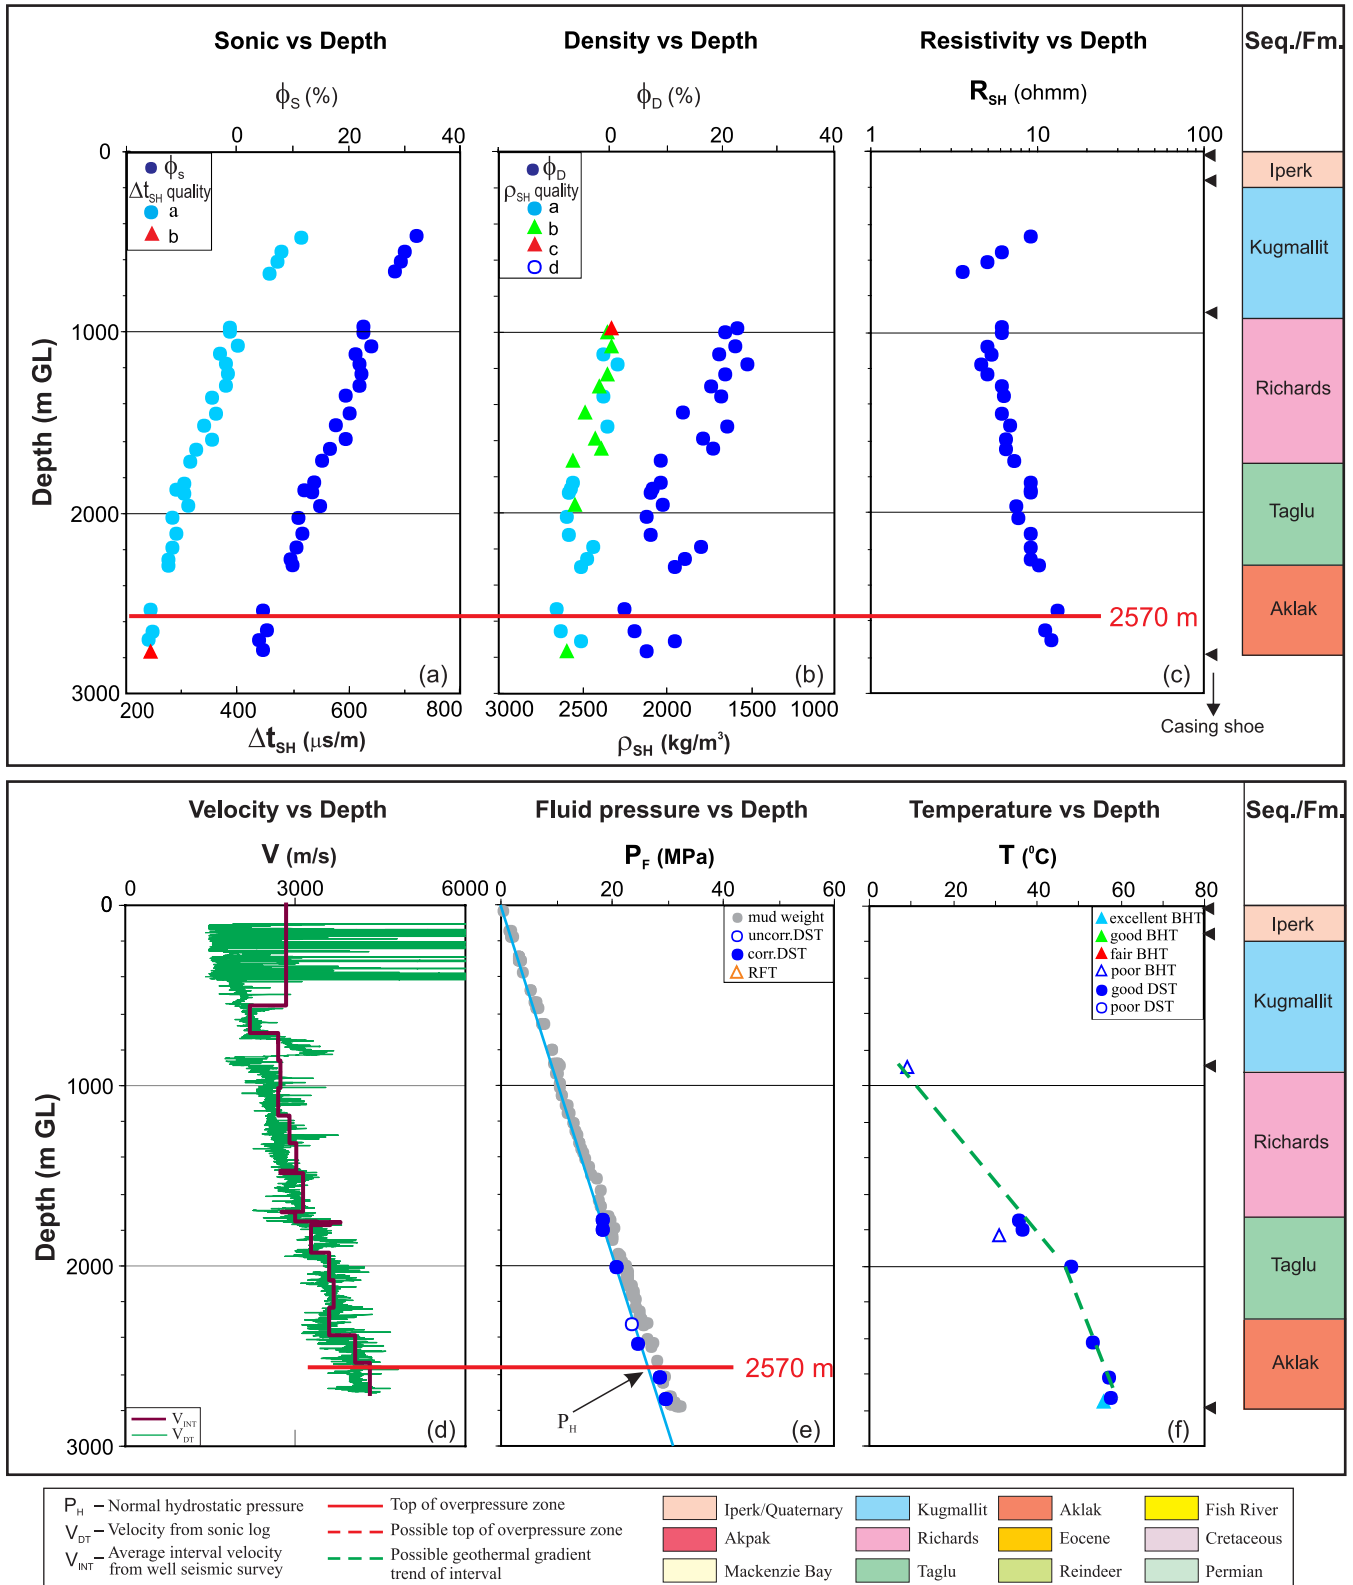 Sonic vs Depth
Density vs Depth
Resistivity vs Depth
Seq./Fm.
ϕS (%)
ϕD (%)
RSH (ohmm)
0 20 40
0 20 40
1 10 100
0
1000
2000
3000
Depth (m GL)
ϕs
ΔtSH quality
a
b
ϕD
ρSH quality
a
b
c
d
Iperk
Kugmallit
Richards
Taglu
Aklak
2570 m
(a)
(b)
(c)
200 400 600 800
3000 2500 2000 1000
ΔtSH (μs/m)
ρSH (kg/m³)
Casing shoe
Velocity vs Depth
Fluid pressure vs Depth
Temperature vs Depth
Seq./Fm.
V (m/s)
PF (MPa)
T (⁰C)
0 3000 6000
0 20 40 60
0 20 40 60 80
0
1000
2000
3000
Depth (m GL)
mud weight
uncorr.DST
corr.DST
RFT
excellent BHT
good BHT
fair BHT
poor BHT
good DST
poor DST
Iperk
Kugmallit
Richards
Taglu
Aklak
2570 m
PH
VINT
VDT
(d)
(e)
(f)
PH – Normal hydrostatic pressure
VDT – Velocity from sonic log
VINT – Average interval velocity
from well seismic survey
Top of overpressure zone
Possible top of overpressure zone
Possible geothermal gradient
trend of interval
Iperk/Quaternary
Kugmallit
Aklak
Fish River
Akpak
Richards
Eocene
Cretaceous
Mackenzie Bay
Taglu
Reindeer
Permian